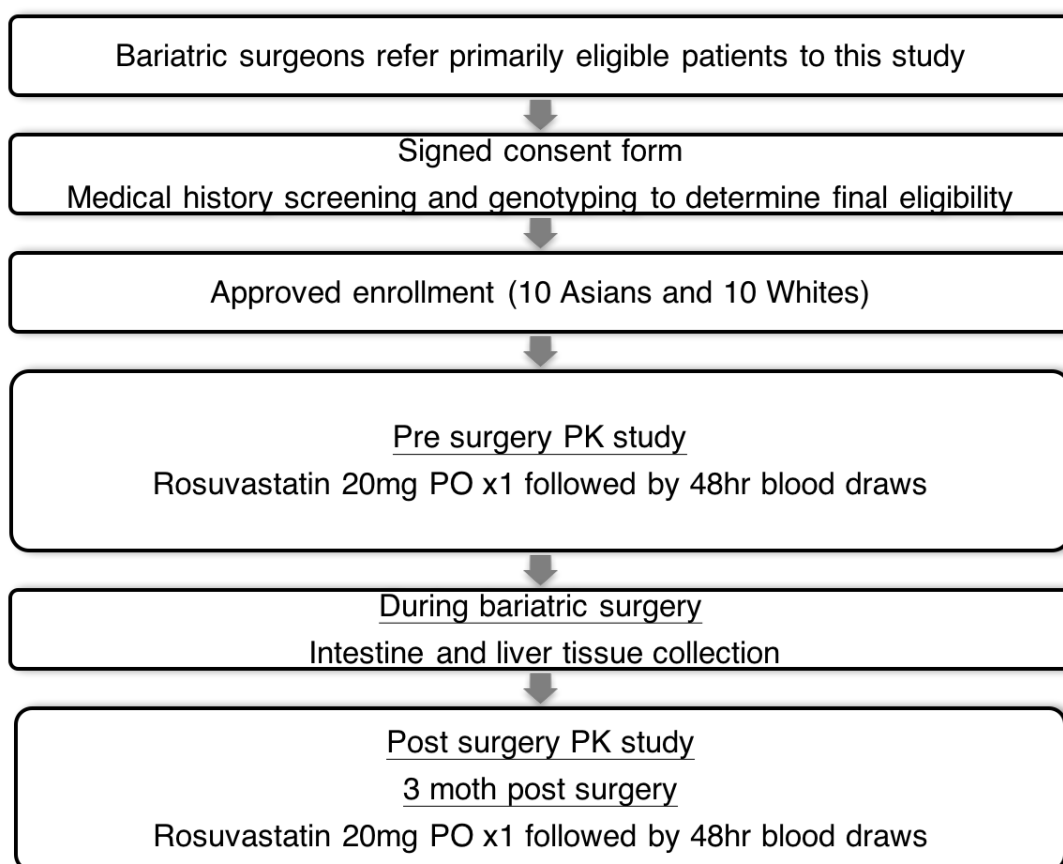 Bariatric surgeons refer primarily eligible patients to this study
Signed consent form
Medical history screening and genotyping to determine final eligibility
Approved enrollment (10 Asians and 10 Whites)
Pre surgery PK study
Rosuvastatin 20mg PO x1 followed by 48hr blood draws
During bariatric surgery
Intestine and liver tissue collection
Post surgery PK study
3 moth post surgery
Rosuvastatin 20mg PO x1 followed by 48hr blood draws